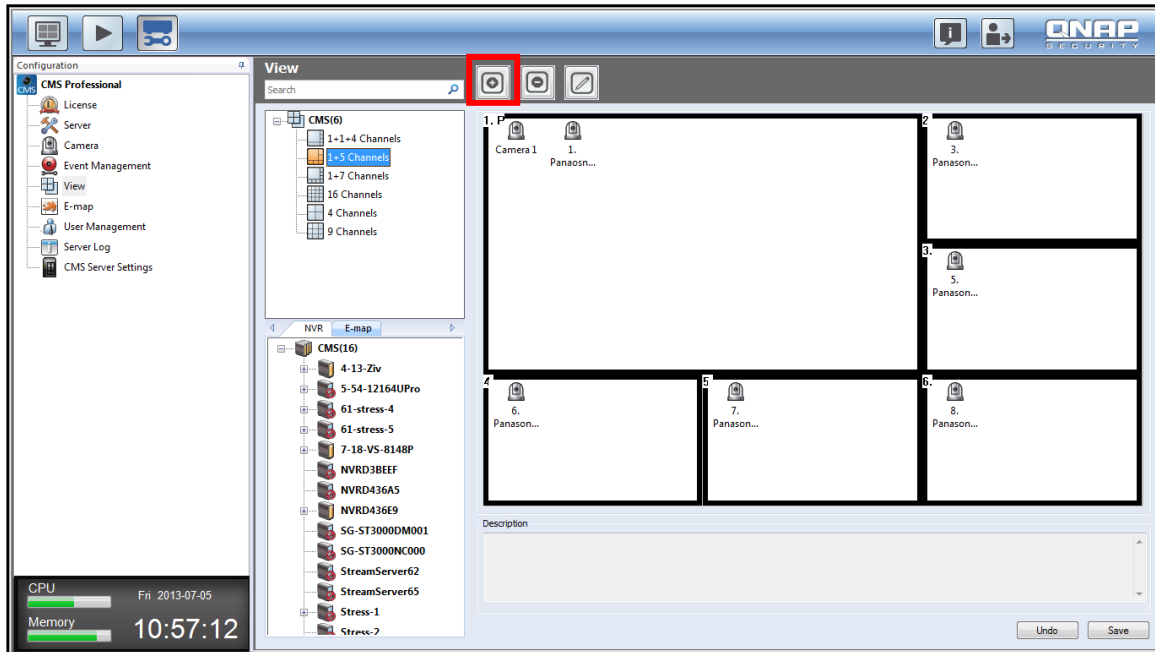 QNAP
SECURITY
Configuration
CMS Professional
CMS
License
Server
Camera
Event Management
View
E-map
User Management
Server Log
CMS Server Settings
CPU
Fri 2013-07-05
Memory
10:57:12
View
Search
CMS(6)
1+1+4 Channels
1+5 Channels
1+7 Channels
16 Channels
4 Channels
9 Channels
NVR
E-map
CMS(16)
4-13-Ziv
5-54-12164UPro
61-stress-4
61-stress-5
7-18-VS-8148P
NVRD3BEEF
NVRD436A5
NVRD436E9
SG-ST3000DM001
SG-ST3000NC000
StreamServer62
StreamServer65
Stress-1
Stress-2
1. P
Camera 1
1.
Panaosn...
2
3.
Panason...
3.
5.
Panason...
4
6.
Panason...
5
7.
Panason...
6.
8.
Panason...
Description
Undo
Save